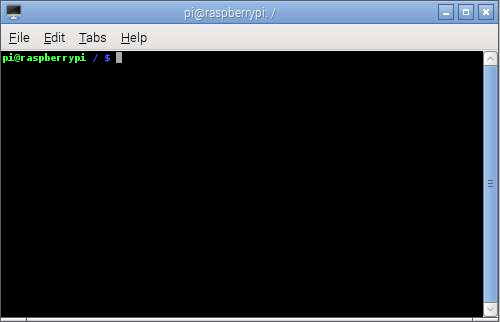 pi@raspberrypi: /
File Edit Tabs Help
pi@raspberrypi / $